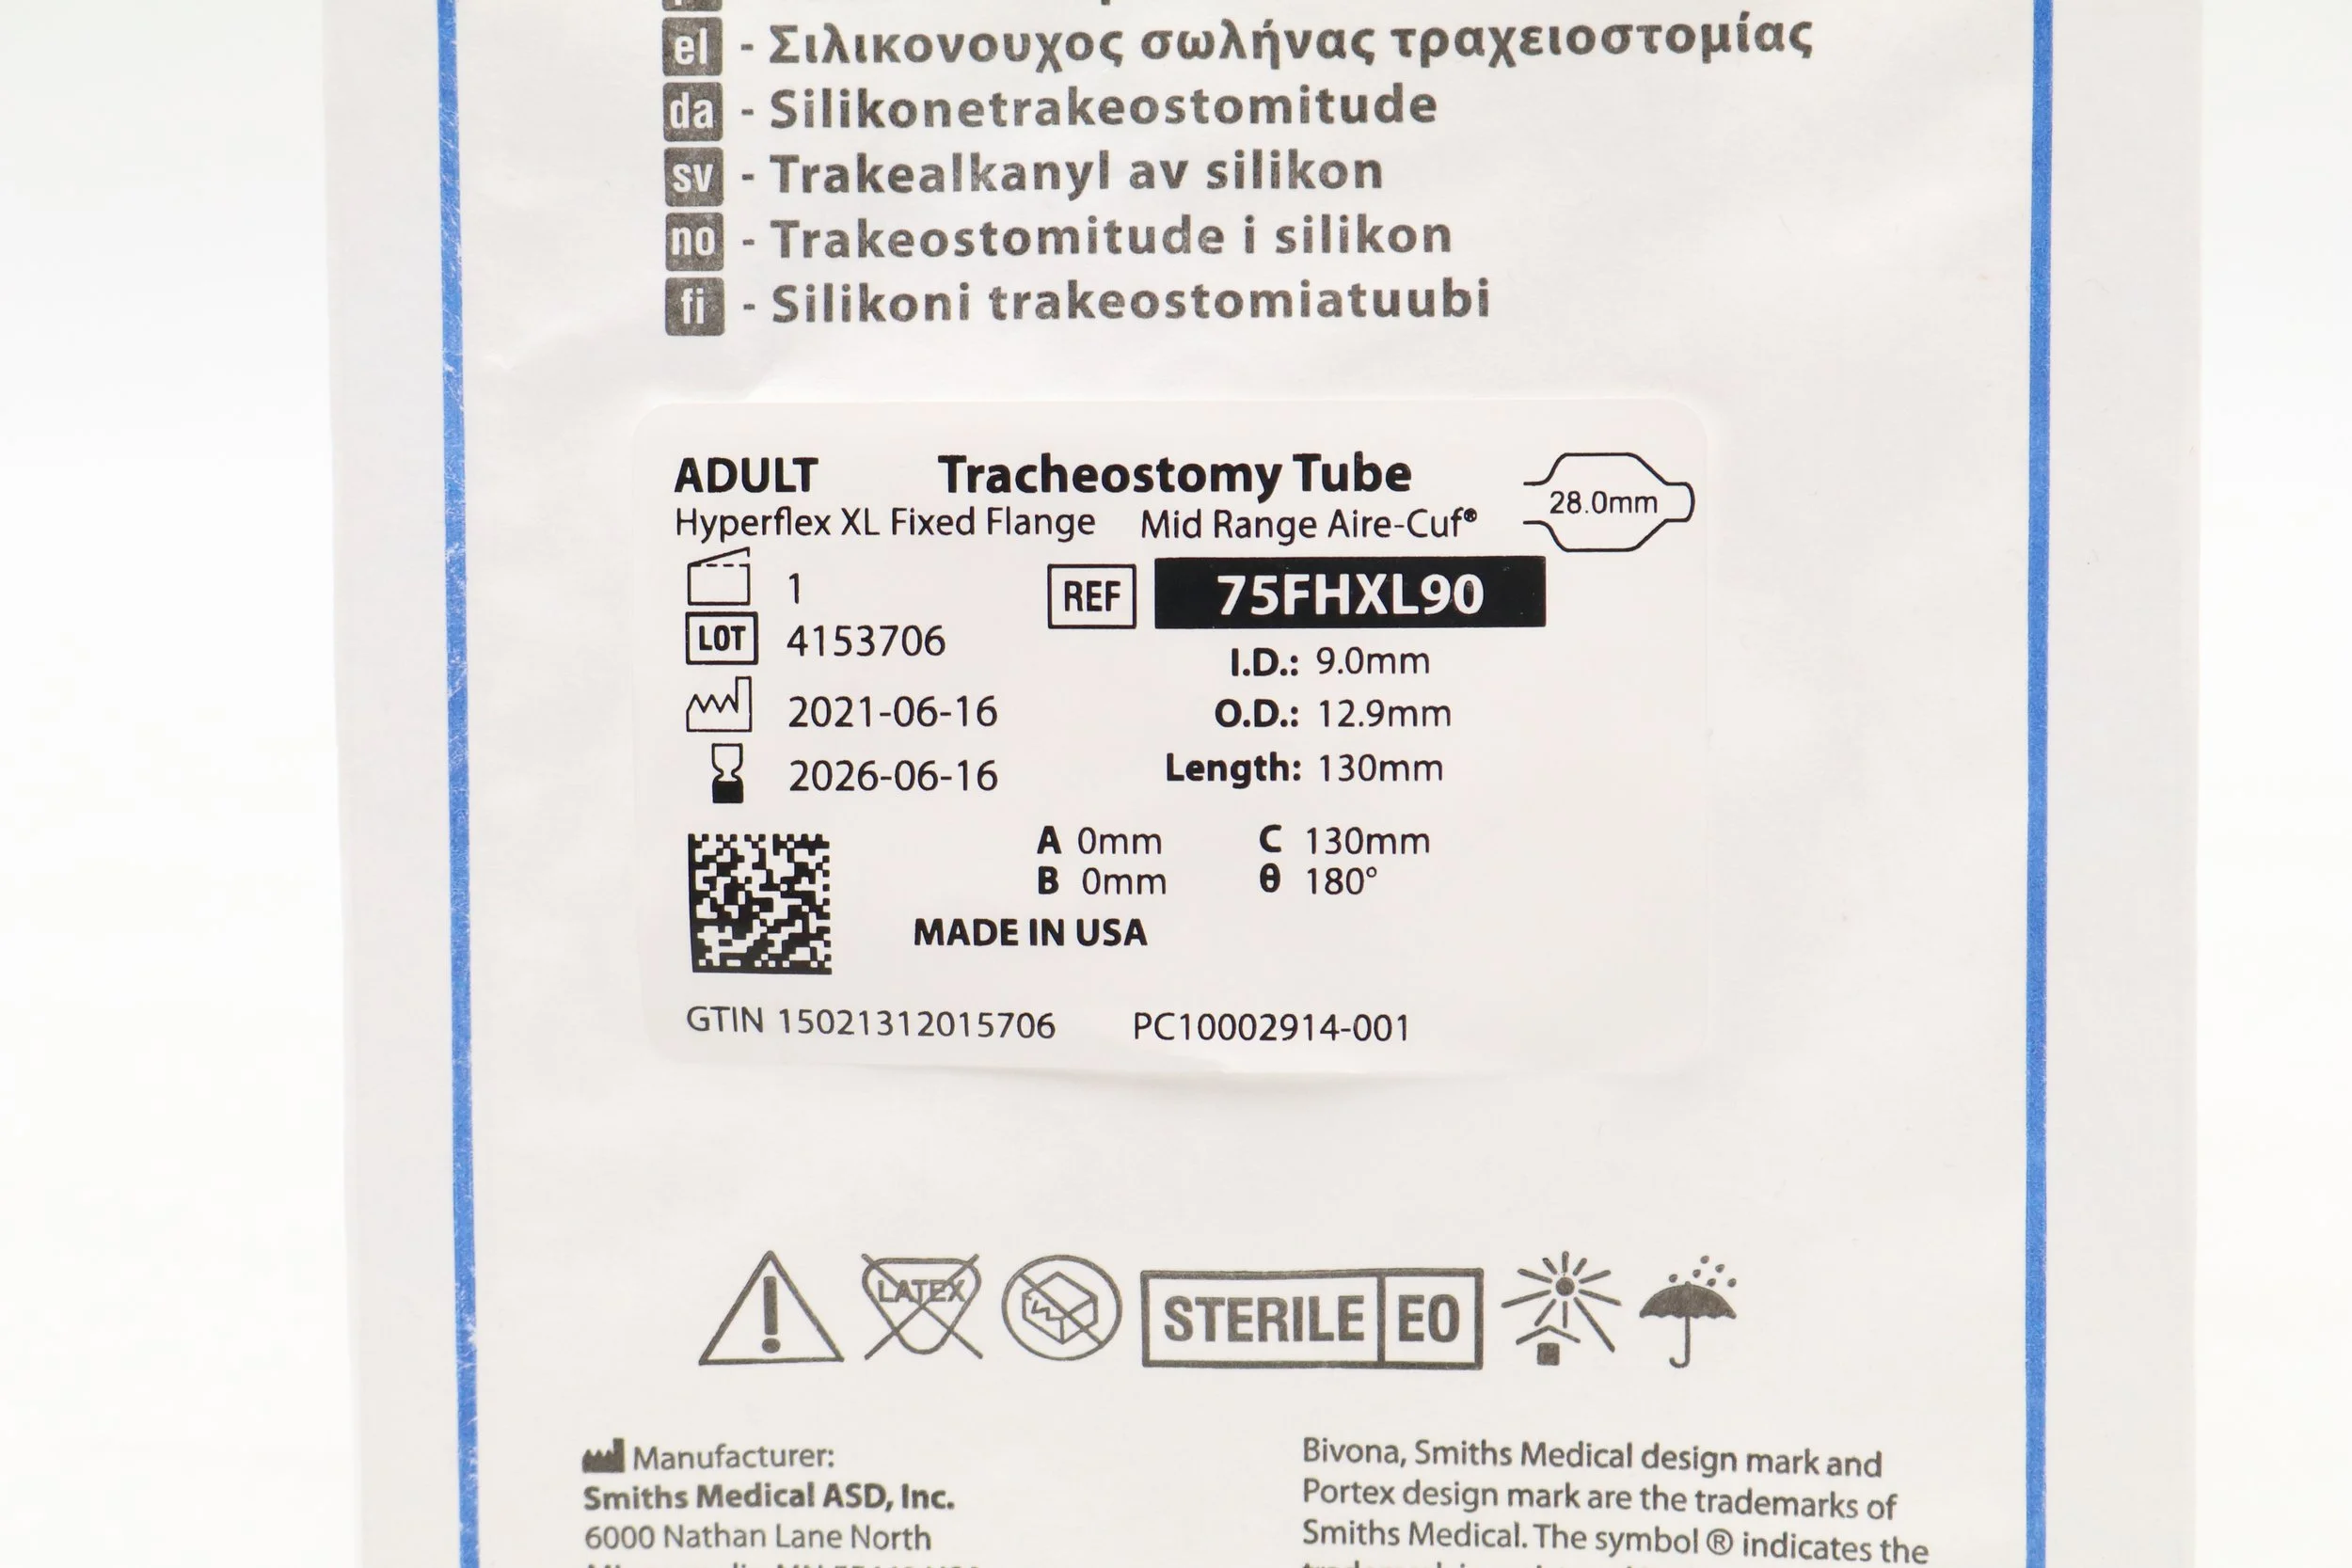 el - Σιλικονουχος σωλήνας τραχειοστομίας
da - Silikonetrakeostomitude
sv - Trakealkanyl av silikon
no - Trakeostomitude i silikon
fi - Silikoni trakeostomiatuubi
ADULT Tracheostomy Tube
Hyperflex XL Fixed Flange Mid Range Aire-Cuf® 28.0mm
1 REF 75FHXL90
LOT 4153706
I.D.: 9.0mm
2021-06-16 O.D.: 12.9mm
2026-06-16 Length: 130mm
A 0mm C 130mm
B 0mm θ 180°
MADE IN USA
GTIN 15021312015706 PC10002914-001
LATEX STERILE EO
Manufacturer:
Smiths Medical ASD, Inc.
6000 Nathan Lane North
Bivona, Smiths Medical design mark and
Portex design mark are the trademarks of
Smiths Medical. The symbol ® indicates the